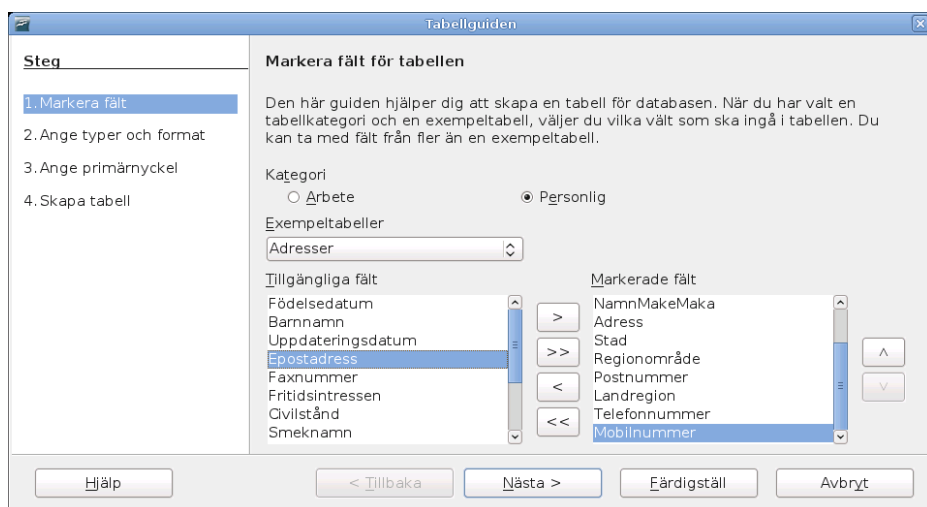 Tabellguiden
Steg
1. Markera fält
2. Ange typer och format
3. Ange primärnyckel
4. Skapa tabell
Markera fält för tabellen
Den här guiden hjälper dig att skapa en tabell för databasen. När du har valt en
tabellkategori och en exempeltabell, väljer du vilka vält som ska ingå i tabellen. Du
kan ta med fält från fler än en exempeltabell.
Kategori
Arbete
Personlig
Exempeltabeller
Adresser
Tillgängliga fält
Födelsedatum
Barnnamn
Uppdateringsdatum
Epostadress
Faxnummer
Fritidsintressen
Civilstånd
Smeknamn
>
>>
<
<<
Markerade fält
NamnMakeMaka
Adress
Stad
Regionområde
Postnummer
Landregion
Telefonnummer
Mobilnummer
Hjälp
< Tillbaka
Nästa >
Färdigställ
Avbryt